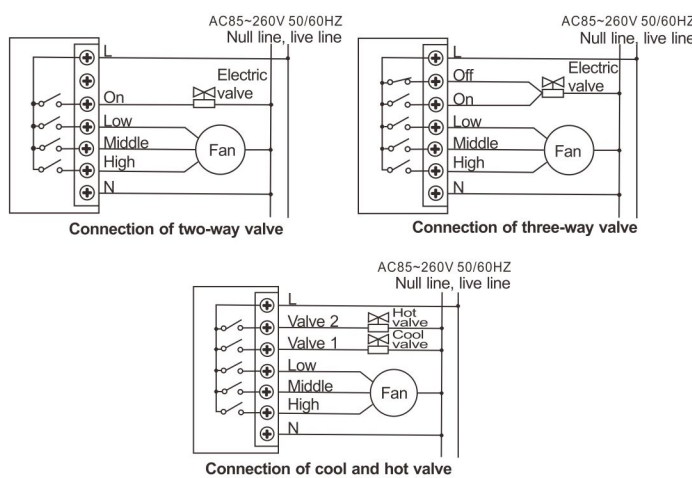 AC85~260V 50/60HZ
Null line, live line
L
Electric
valve
On
Low
Middle
High
Fan
N
Connection of two-way valve
AC85~260V 50/60HZ
Null line, live line
L
Off
Electric
valve
On
Low
Middle
High
Fan
N
Connection of three-way valve
AC85~260V 50/60HZ
Null line, live line
L
Valve 2
Hot
valve
Valve 1
Cool
valve
Low
Middle
High
Fan
N
Connection of cool and hot valve